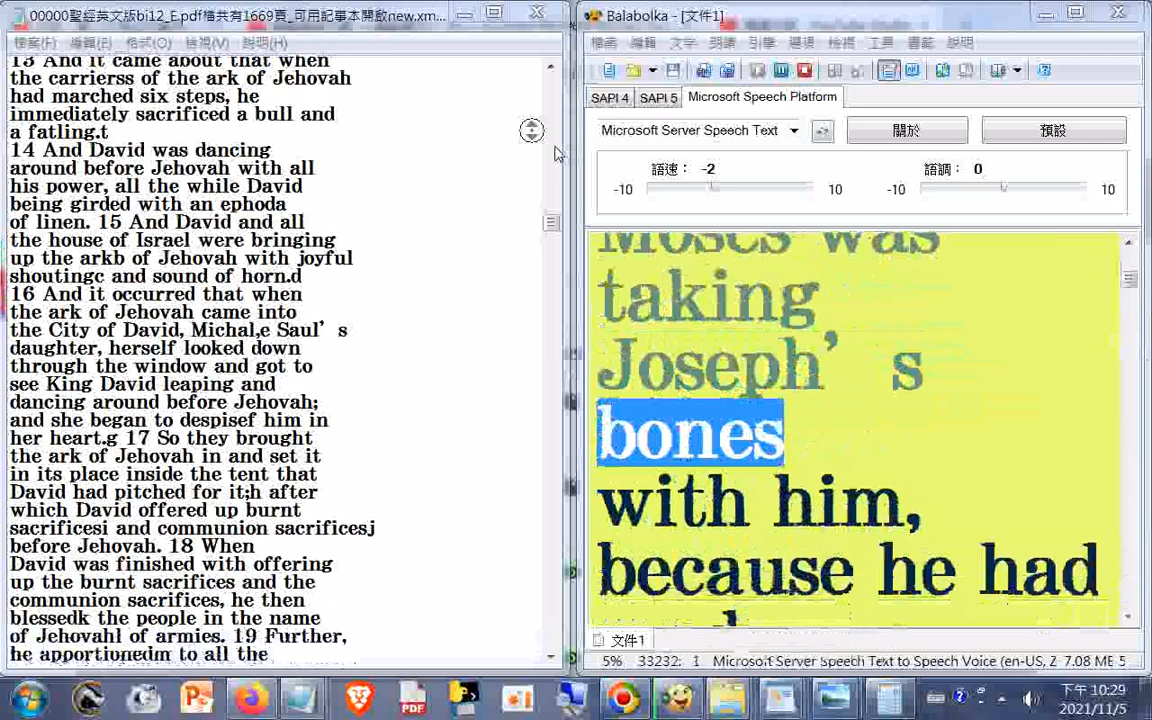 00000聖經英文版bi12_E.pdf檔共有1669頁_可用記事本開啟new.xm...
檔案(F) 編輯(E) 格式(O) 檢視(V) 說明(H)
13 And it came about that when
the carrierss of the ark of Jehovah
had marched six steps, he
immediately sacrificed a bull and
a fatling.t
14 And David was dancing
around before Jehovah with all
his power, all the while David
being girded with an ephoda
of linen. 15 And David and all
the house of Israel were bringing
up the arkb of Jehovah with joyful
shoutingc and sound of horn.d
16 And it occurred that when
the ark of Jehovah came into
the City of David, Michal,e Saul’s
daughter, herself looked down
through the window and got to
see King David leaping and
dancing around before Jehovah;
and she began to despisef him in
her heart.g 17 So they brought
the ark of Jehovah in and set it
in its place inside the tent that
David had pitched for it;h after
which David offered up burnt
sacrificesi and communion sacrificesj
before Jehovah. 18 When
David was finished with offering
up the burnt sacrifices and the
communion sacrifices, he then
blessedk the people in the name
of Jehovahl of armies. 19 Further,
he apportionedm to all the
Balabolka - [文件1]
檔案 編輯 文字 朗讀 引擎 選項 檢視 工具 書籤 說明
SAPI 4 SAPI 5 Microsoft Speech Platform
Microsoft Server Speech Text 關於 預設
語速： -2 語調： 0
-10 10 -10 10
Moses was
taking
Joseph’s
bones
with him,
because he had
文件1
5% 33232: 1 Microsoft Server Speech Text to Speech Voice (en-US, Z 7.08 MB 5
下午 10:29
2021/11/5